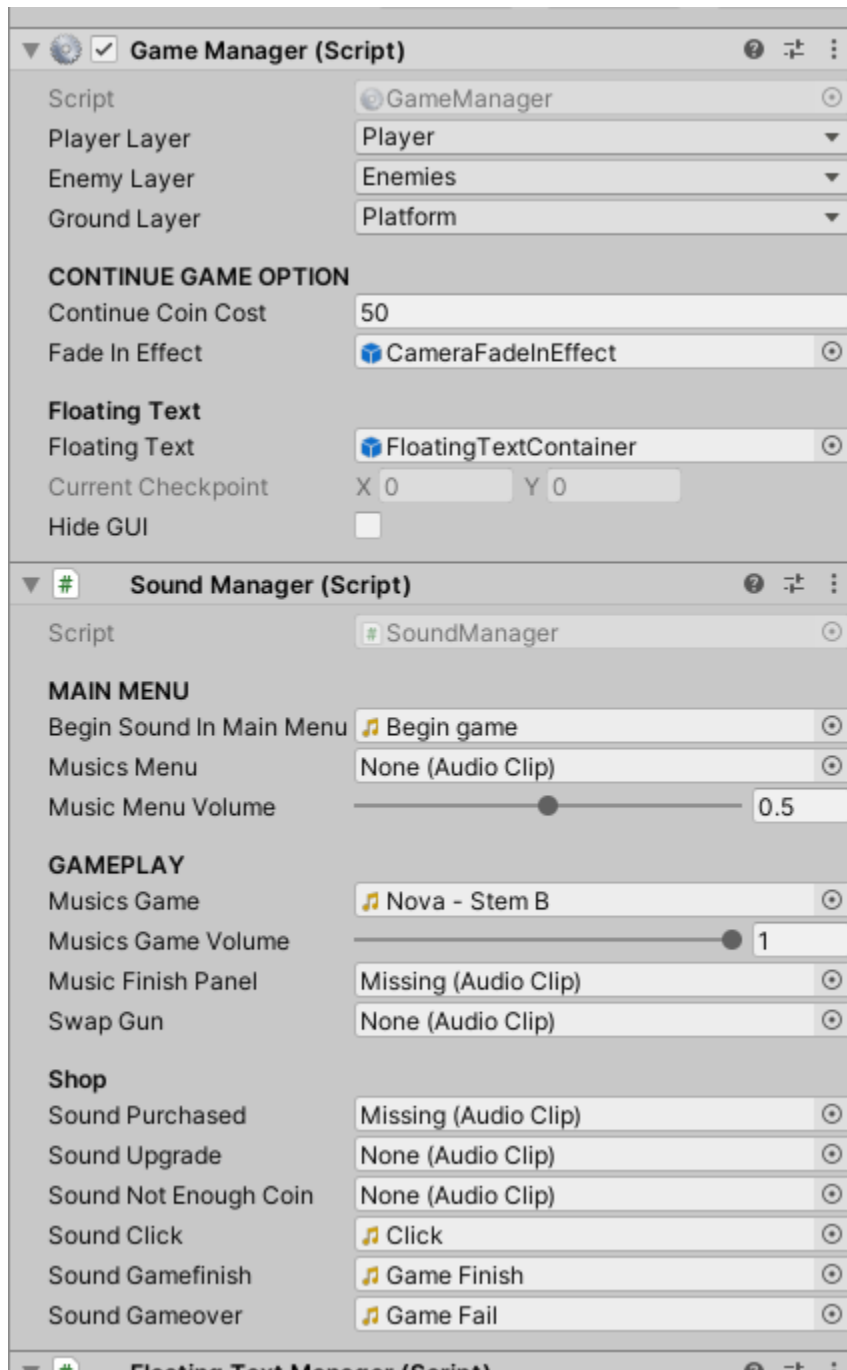 Game Manager (Script)
Script GameManager
Player Layer Player
Enemy Layer Enemies
Ground Layer Platform
CONTINUE GAME OPTION
Continue Coin Cost 50
Fade In Effect CameraFadeInEffect
Floating Text
Floating Text FloatingTextContainer
Current Checkpoint X 0 Y 0
Hide GUI
# Sound Manager (Script)
Script # SoundManager
MAIN MENU
Begin Sound In Main Menu Begin game
Musics Menu None (Audio Clip)
Music Menu Volume 0.5
GAMEPLAY
Musics Game Nova - Stem B
Musics Game Volume 1
Music Finish Panel Missing (Audio Clip)
Swap Gun None (Audio Clip)
Shop
Sound Purchased Missing (Audio Clip)
Sound Upgrade None (Audio Clip)
Sound Not Enough Coin None (Audio Clip)
Sound Click Click
Sound Gamefinish Game Finish
Sound Gameover Game Fail
# Floating Text Manager (Script)